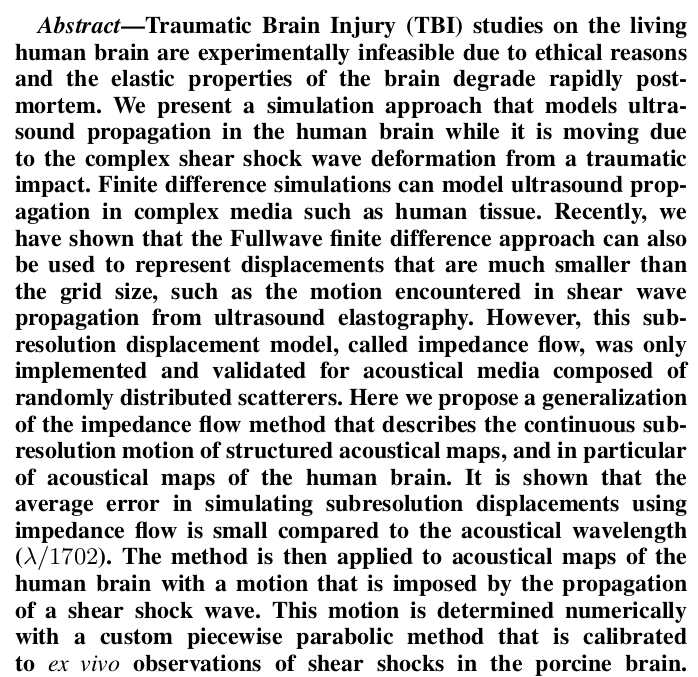 Abstract—Traumatic Brain Injury (TBI) studies on the living
human brain are experimentally infeasible due to ethical reasons
and the elastic properties of the brain degrade rapidly post-
mortem. We present a simulation approach that models ultra-
sound propagation in the human brain while it is moving due
to the complex shear shock wave deformation from a traumatic
impact. Finite difference simulations can model ultrasound prop-
agation in complex media such as human tissue. Recently, we
have shown that the Fullwave finite difference approach can also
be used to represent displacements that are much smaller than
the grid size, such as the motion encountered in shear wave
propagation from ultrasound elastography. However, this sub-
resolution displacement model, called impedance flow, was only
implemented and validated for acoustical media composed of
randomly distributed scatterers. Here we propose a generalization
of the impedance flow method that describes the continuous sub-
resolution motion of structured acoustical maps, and in particular
of acoustical maps of the human brain. It is shown that the
average error in simulating subresolution displacements using
impedance flow is small compared to the acoustical wavelength
(λ/1702). The method is then applied to acoustical maps of the
human brain with a motion that is imposed by the propagation
of a shear shock wave. This motion is determined numerically
with a custom piecewise parabolic method that is calibrated
to ex vivo observations of shear shocks in the porcine brain.